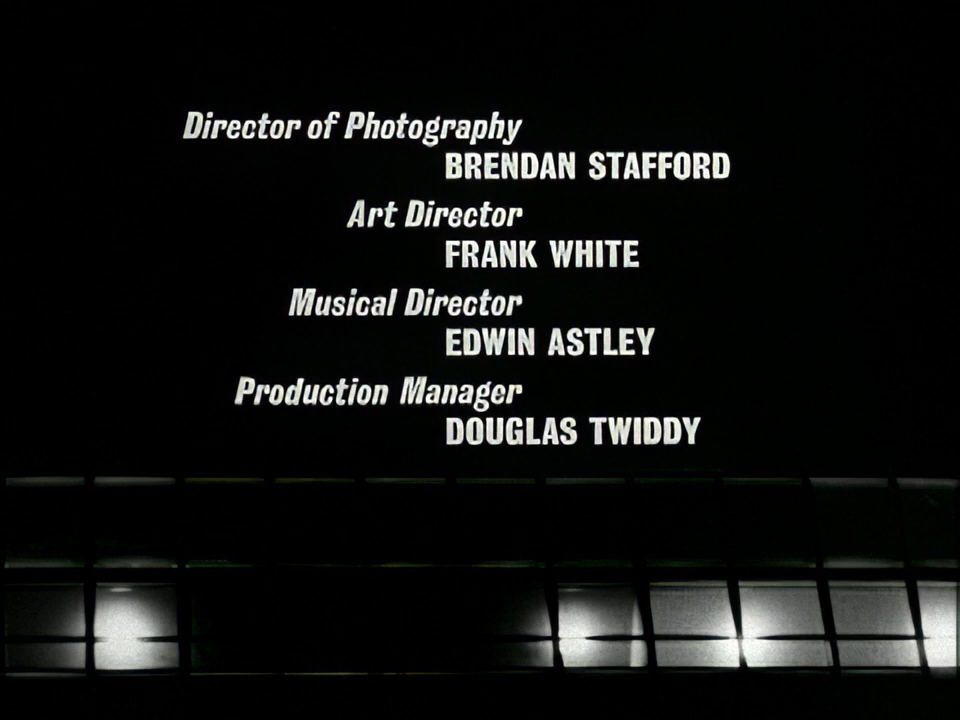 Director of Photography
BRENDAN STAFFORD
Art Director
FRANK WHITE
Musical Director
EDWIN ASTLEY
Production Manager
DOUGLAS TWIDDY